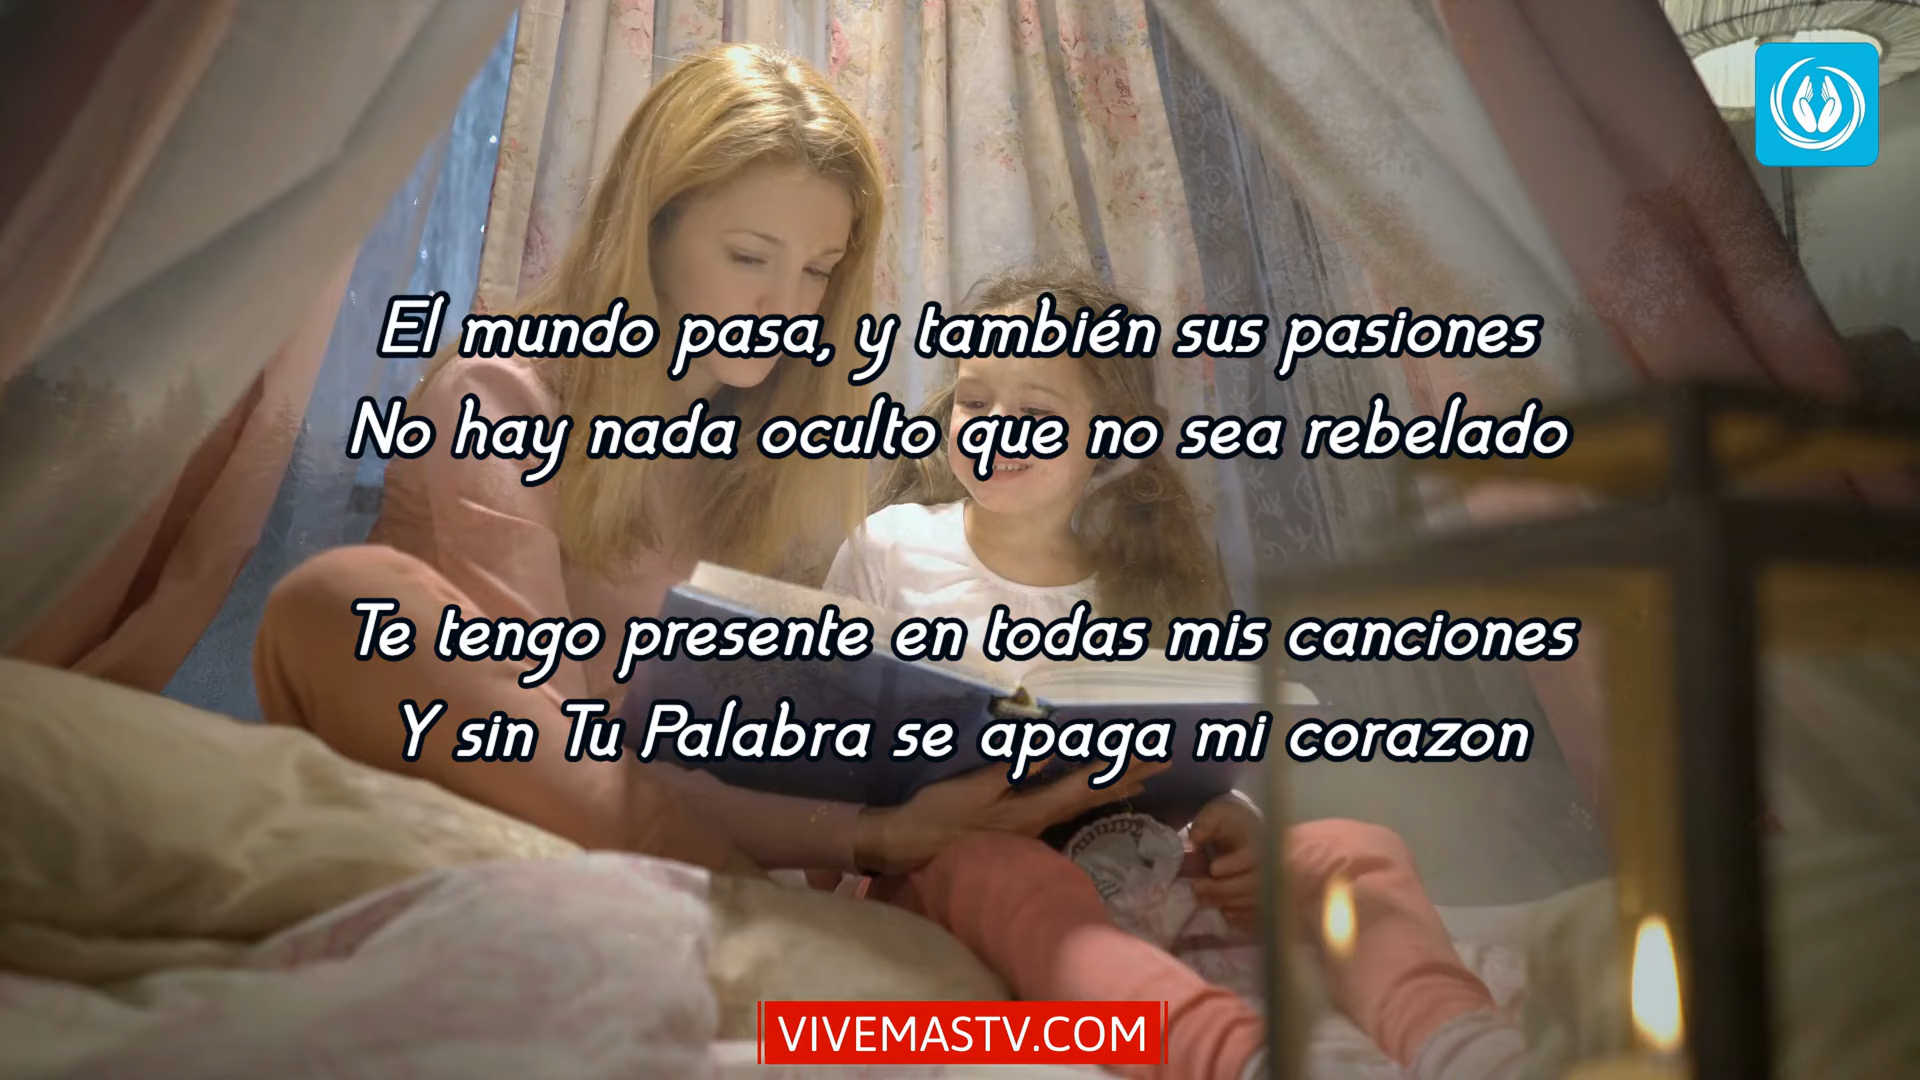 El mundo pasa, y también sus pasiones
No hay nada oculto que no sea rebelado
Te tengo presente en todas mis canciones
Y sin Tu Palabra se apaga mi corazon
VIVEMASTV.COM